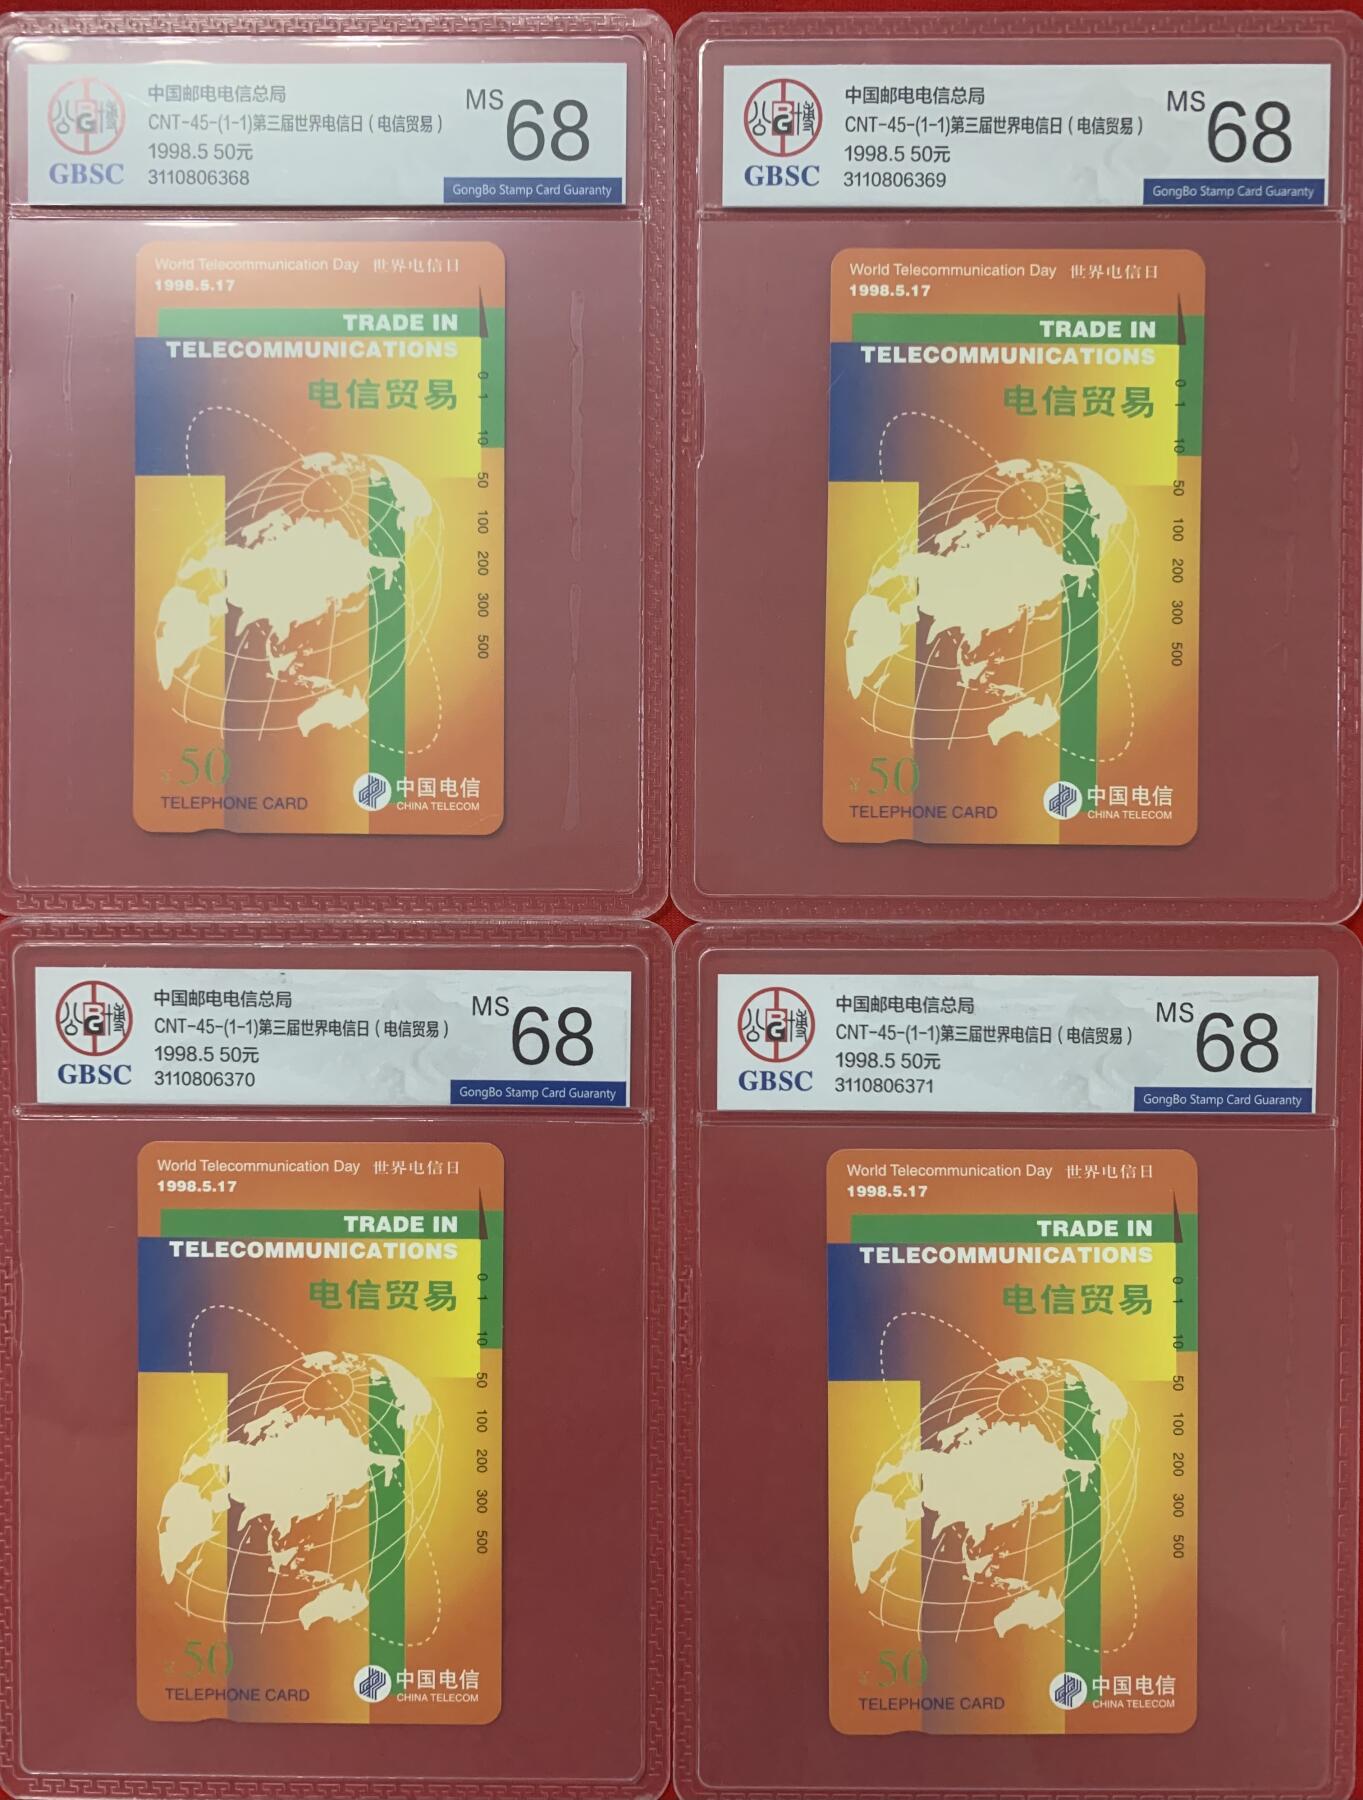 中国邮电电信总局
CNT-45-(1-1)第三届世界电信日(电信贸易)
1998.5 50元
3110806368
MS 68
公博
BG
GBSC
GongBo Stamp Card Guaranty
World Telecommunication Day 世界电信日
1998.5.17
TRADE IN
TELECOMMUNICATIONS
电信贸易
0 1 10 50 100 200 300 500
¥50
TELEPHONE CARD
中国电信
CHINA TELECOM
中国邮电电信总局
CNT-45-(1-1)第三届世界电信日(电信贸易)
1998.5 50元
3110806369
MS 68
公博
BG
GBSC
GongBo Stamp Card Guaranty
World Telecommunication Day 世界电信日
1998.5.17
TRADE IN
TELECOMMUNICATIONS
电信贸易
0 1 10 50 100 200 300 500
¥50
TELEPHONE CARD
中国电信
CHINA TELECOM
中国邮电电信总局
CNT-45-(1-1)第三届世界电信日(电信贸易)
1998.5 50元
3110806370
MS 68
公博
BG
GBSC
GongBo Stamp Card Guaranty
World Telecommunication Day 世界电信日
1998.5.17
TRADE IN
TELECOMMUNICATIONS
电信贸易
0 1 10 50 100 200 300 500
¥50
TELEPHONE CARD
中国电信
CHINA TELECOM
中国邮电电信总局
CNT-45-(1-1)第三届世界电信日(电信贸易)
1998.5 50元
3110806371
MS 68
公博
BG
GBSC
GongBo Stamp Card Guaranty
World Telecommunication Day 世界电信日
1998.5.17
TRADE IN
TELECOMMUNICATIONS
电信贸易
0 1 10 50 100 200 300 500
¥50
TELEPHONE CARD
中国电信
CHINA TELECOM